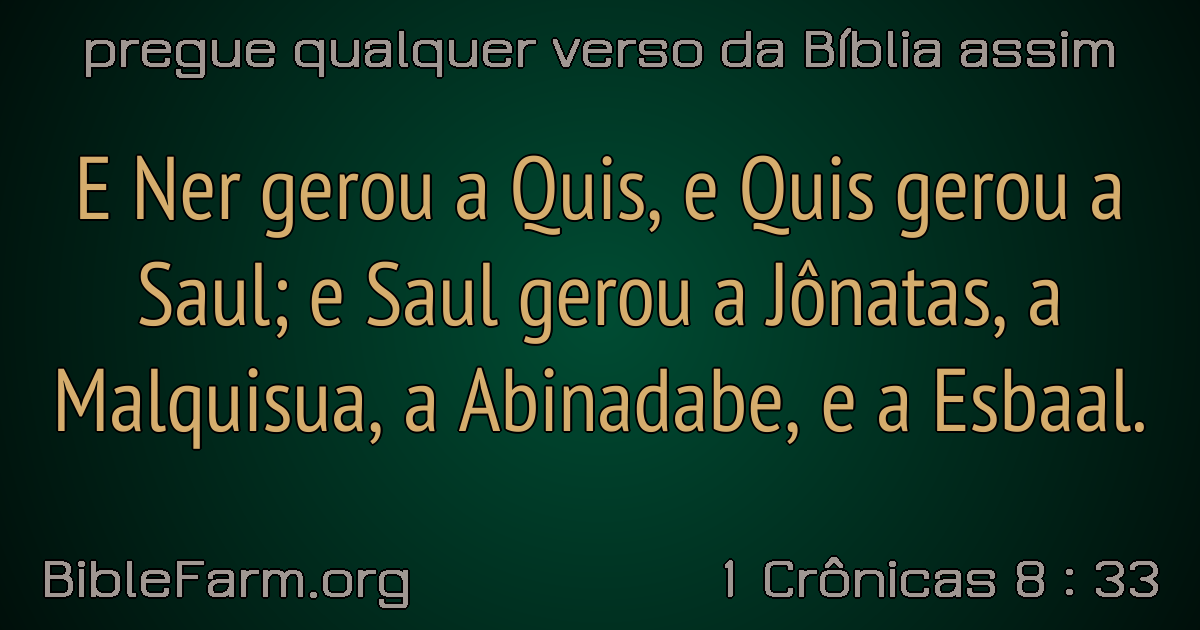 pregue qualquer verso da Bíblia assim
E Ner gerou a Quis, e Quis gerou a
Saul; e Saul gerou a Jônatas, a
Malquisua, a Abinadabe, e a Esbaal.
BibleFarm.org
1 Crônicas 8 : 33